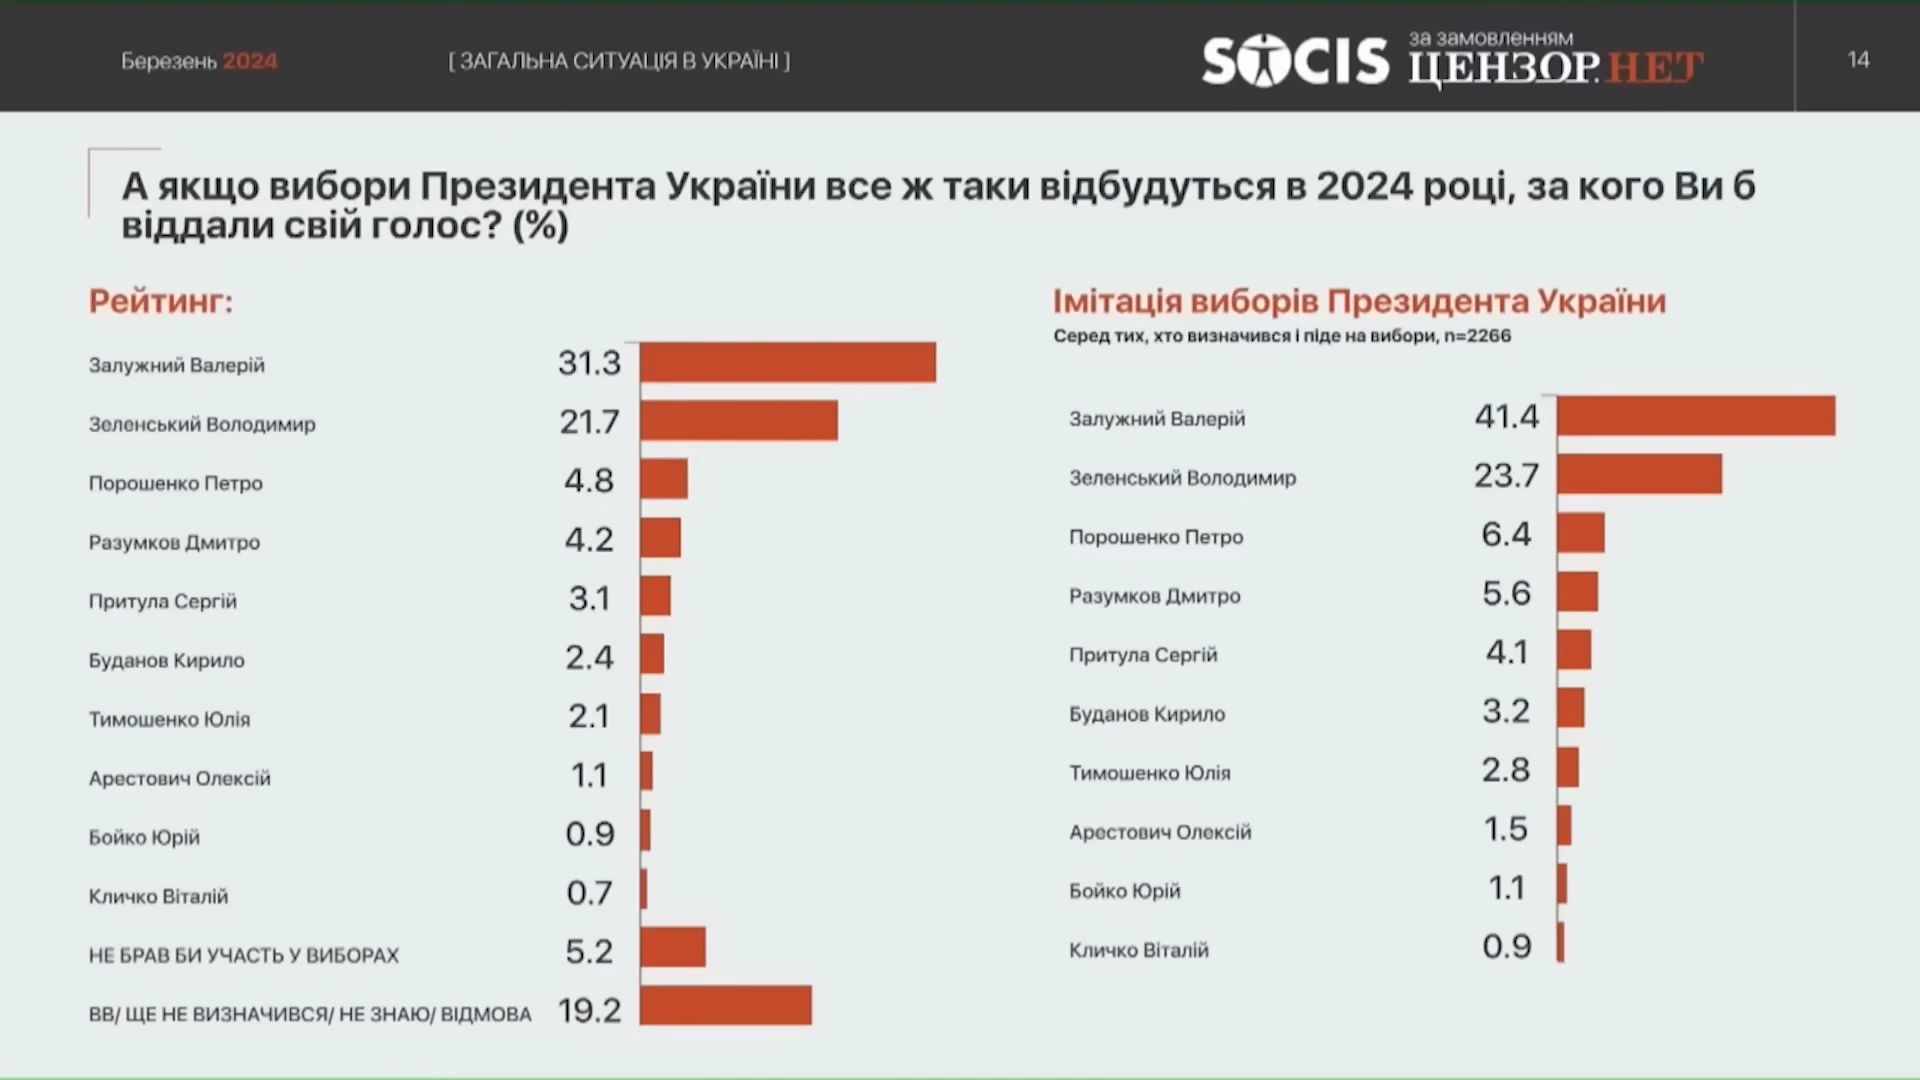 Березень 2024
[ ЗАГАЛЬНА СИТУАЦІЯ В УКРАЇНІ ]
SOCIS
за замовленням
ЦЕНЗОР.НЕТ
14
А якщо вибори Президента України все ж таки відбудуться в 2024 році, за кого Ви б
віддали свій голос? (%)
Рейтинг:
Залужний Валерій 31.3
Зеленський Володимир 21.7
Порошенко Петро 4.8
Разумков Дмитро 4.2
Притула Сергій 3.1
Буданов Кирило 2.4
Тимошенко Юлія 2.1
Арестович Олексій 1.1
Бойко Юрій 0.9
Кличко Віталій 0.7
НЕ БРАВ БИ УЧАСТЬ У ВИБОРАХ 5.2
ВВ/ ЩЕ НЕ ВИЗНАЧИВСЯ/ НЕ ЗНАЮ/ ВІДМОВА 19.2
Імітація виборів Президента України
Серед тих, хто визначився і піде на вибори, n=2266
Залужний Валерій 41.4
Зеленський Володимир 23.7
Порошенко Петро 6.4
Разумков Дмитро 5.6
Притула Сергій 4.1
Буданов Кирило 3.2
Тимошенко Юлія 2.8
Арестович Олексій 1.5
Бойко Юрій 1.1
Кличко Віталій 0.9